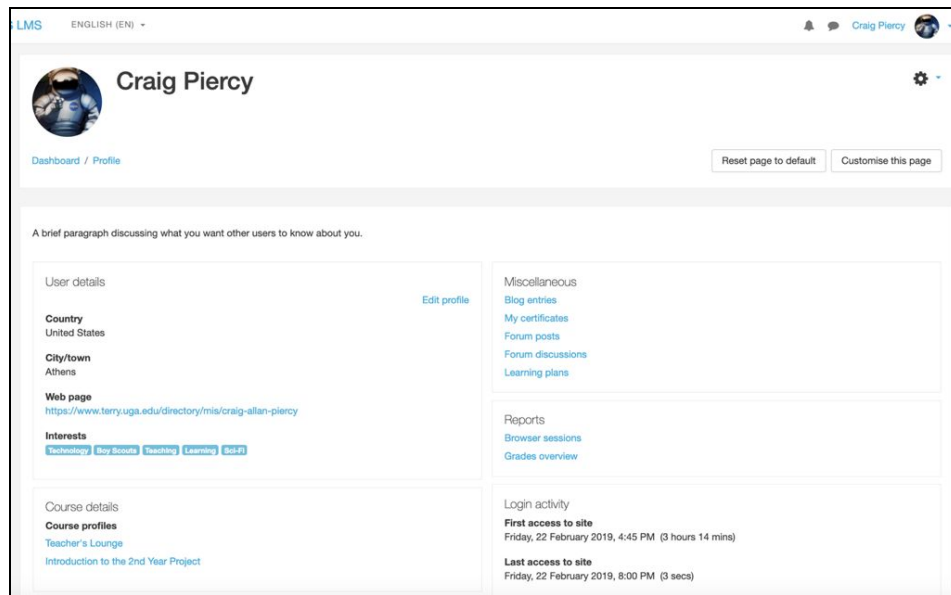 LMS ENGLISH (EN) Craig Piercy
Craig Piercy
Dashboard / Profile Reset page to default Customise this page
A brief paragraph discussing what you want other users to know about you.
User details
Edit profile
Country
United States
City/town
Athens
Web page
https://www.terry.uga.edu/directory/mis/craig-allan-piercy
Interests
Technology Boy Scouts Teaching Learning Sci-Fi
Course details
Course profiles
Teacher's Lounge
Introduction to the 2nd Year Project
Miscellaneous
Blog entries
My certificates
Forum posts
Forum discussions
Learning plans
Reports
Browser sessions
Grades overview
Login activity
First access to site
Friday, 22 February 2019, 4:45 PM (3 hours 14 mins)
Last access to site
Friday, 22 February 2019, 8:00 PM (3 secs)